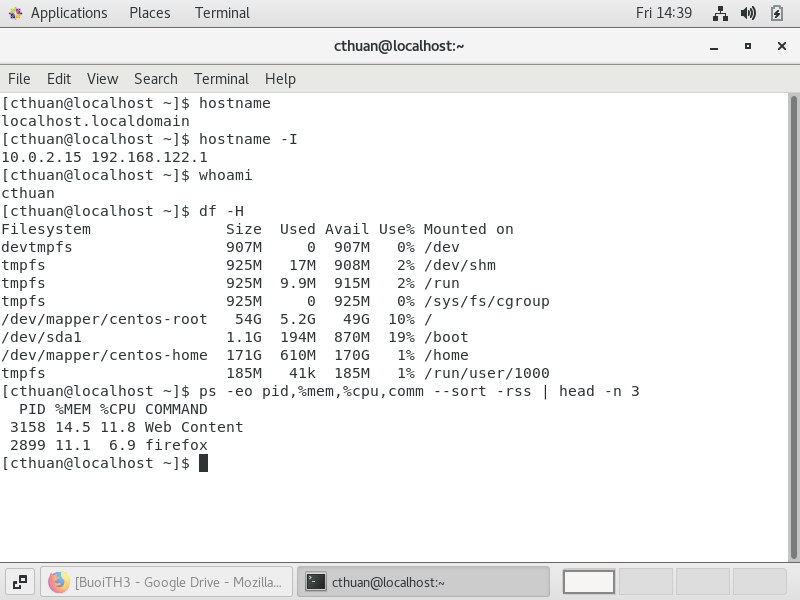 Applications Places Terminal Fri 14:39
cthuan@localhost:~
File Edit View Search Terminal Help
[cthuan@localhost ~]$ hostname
localhost.localdomain
[cthuan@localhost ~]$ hostname -I
10.0.2.15 192.168.122.1
[cthuan@localhost ~]$ whoami
cthuan
[cthuan@localhost ~]$ df -H
Filesystem               Size  Used Avail Use% Mounted on
devtmpfs                 907M     0  907M   0% /dev
tmpfs                    925M   17M  908M   2% /dev/shm
tmpfs                    925M  9.9M  915M   2% /run
tmpfs                    925M     0  925M   0% /sys/fs/cgroup
/dev/mapper/centos-root   54G  5.2G   49G  10% /
/dev/sda1                1.1G  194M  870M  19% /boot
/dev/mapper/centos-home  171G  610M  170G   1% /home
tmpfs                    185M   41k  185M   1% /run/user/1000
[cthuan@localhost ~]$ ps -eo pid,%mem,%cpu,comm --sort -rss | head -n 3
  PID %MEM %CPU COMMAND
 3158 14.5 11.8 Web Content
 2899 11.1  6.9 firefox
[cthuan@localhost ~]$
[BuoiTH3 - Google Drive - Mozilla... cthuan@localhost:~